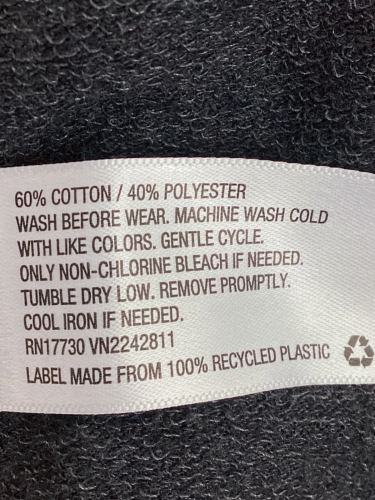 60% COTTON / 40% POLYESTER
WASH BEFORE WEAR. MACHINE WASH COLD
WITH LIKE COLORS. GENTLE CYCLE.
ONLY NON-CHLORINE BLEACH IF NEEDED.
TUMBLE DRY LOW. REMOVE PROMPTLY.
COOL IRON IF NEEDED.
RN17730 VN2242811
LABEL MADE FROM 100% RECYCLED PLASTIC